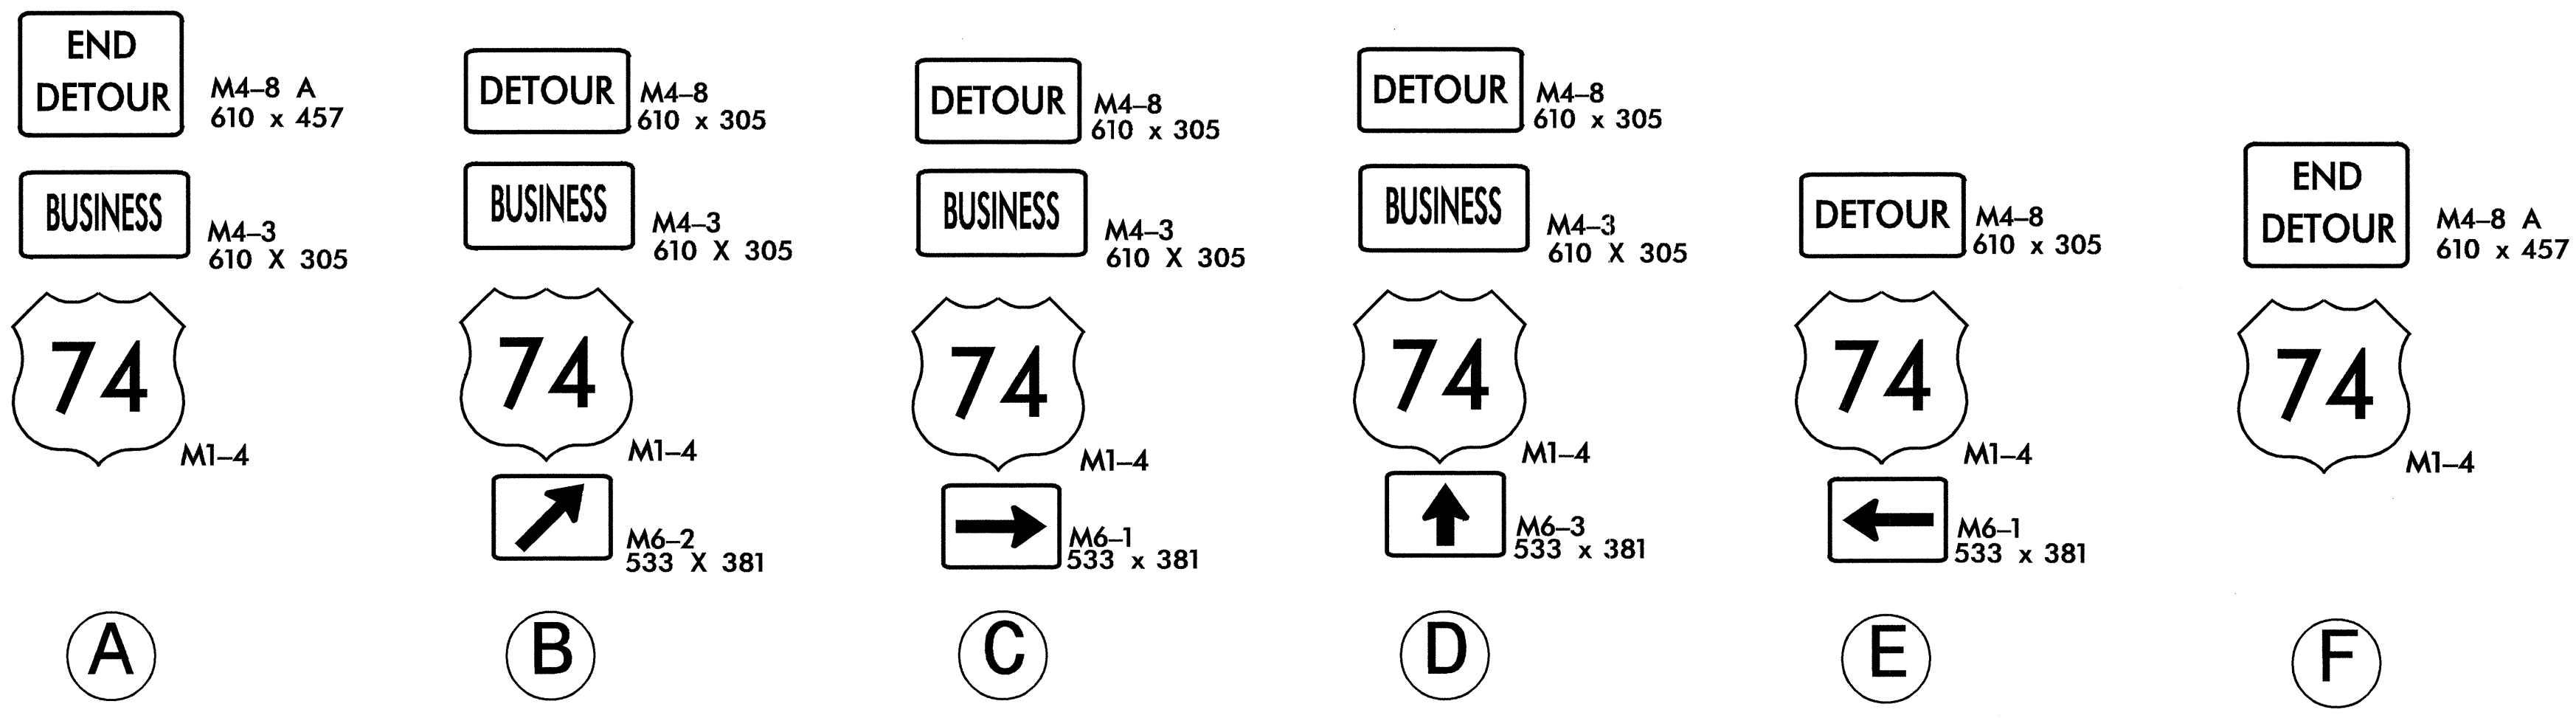 END
DETOUR
M4–8 A
610 x 457
BUSINESS
M4–3
610 X 305
74
M1–4
A
DETOUR
M4–8
610 x 305
BUSINESS
M4–3
610 X 305
74
M1–4
M6–2
533 X 381
B
DETOUR
M4–8
610 x 305
BUSINESS
M4–3
610 X 305
74
M1–4
M6–1
533 x 381
C
DETOUR
M4–8
610 x 305
BUSINESS
M4–3
610 X 305
74
M1–4
M6–3
533 x 381
D
DETOUR
M4–8
610 x 305
74
M1–4
M6–1
533 x 381
E
END
DETOUR
M4–8 A
610 x 457
74
M1–4
F